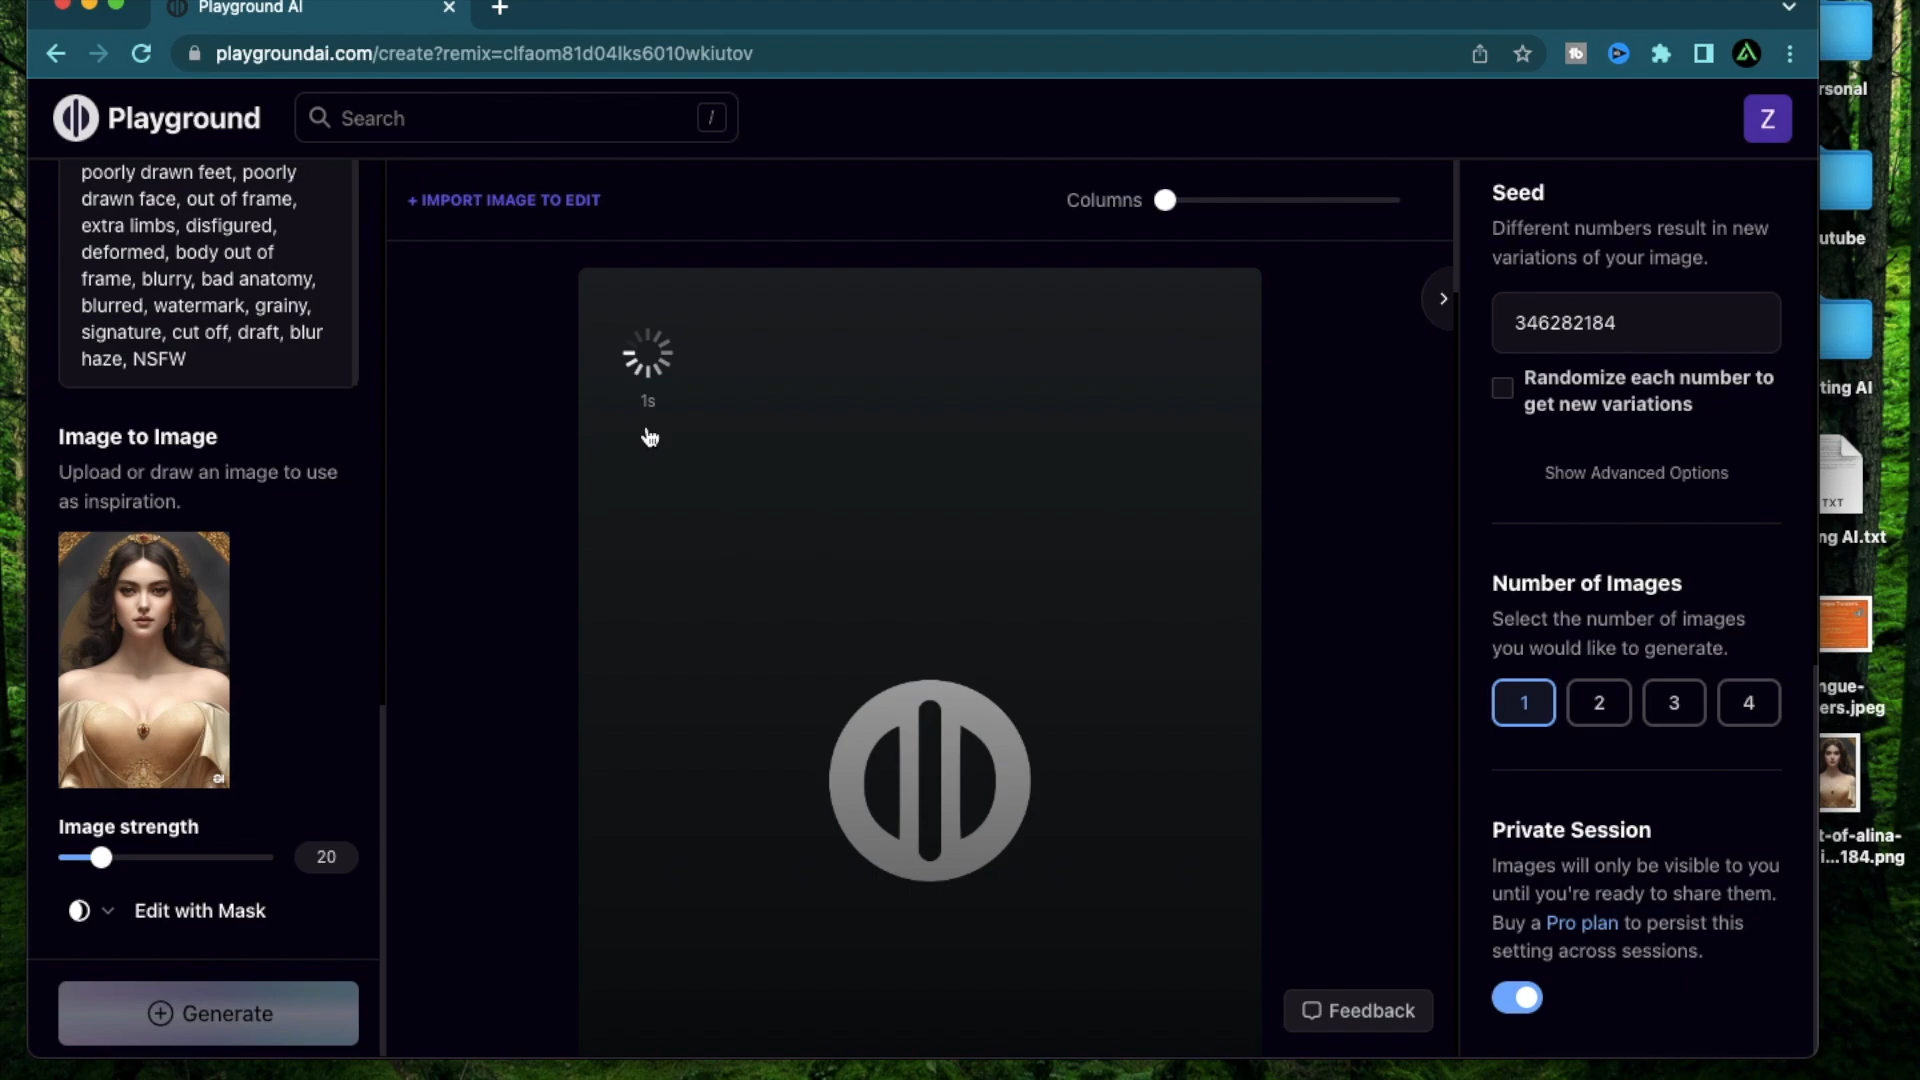 Playground AI
playgroundai.com/create?remix=clfaom81d04lks6010wkiutov
Playground
Search
/
Z
poorly drawn feet, poorly
drawn face, out of frame,
extra limbs, disfigured,
deformed, body out of
frame, blurry, bad anatomy,
blurred, watermark, grainy,
signature, cut off, draft, blur
haze, NSFW
Image to Image
Upload or draw an image to use
as inspiration.
Image strength
20
Edit with Mask
Generate
+ IMPORT IMAGE TO EDIT
Columns
1s
Feedback
Seed
Different numbers result in new
variations of your image.
346282184
Randomize each number to
get new variations
Show Advanced Options
Number of Images
Select the number of images
you would like to generate.
1 2 3 4
Private Session
Images will only be visible to you
until you're ready to share them.
Buy a Pro plan to persist this
setting across sessions.
rsonal
utube
ting AI
TXT
ng AI.txt
ngue-
ers.jpeg
t-of-alina-
i...184.png